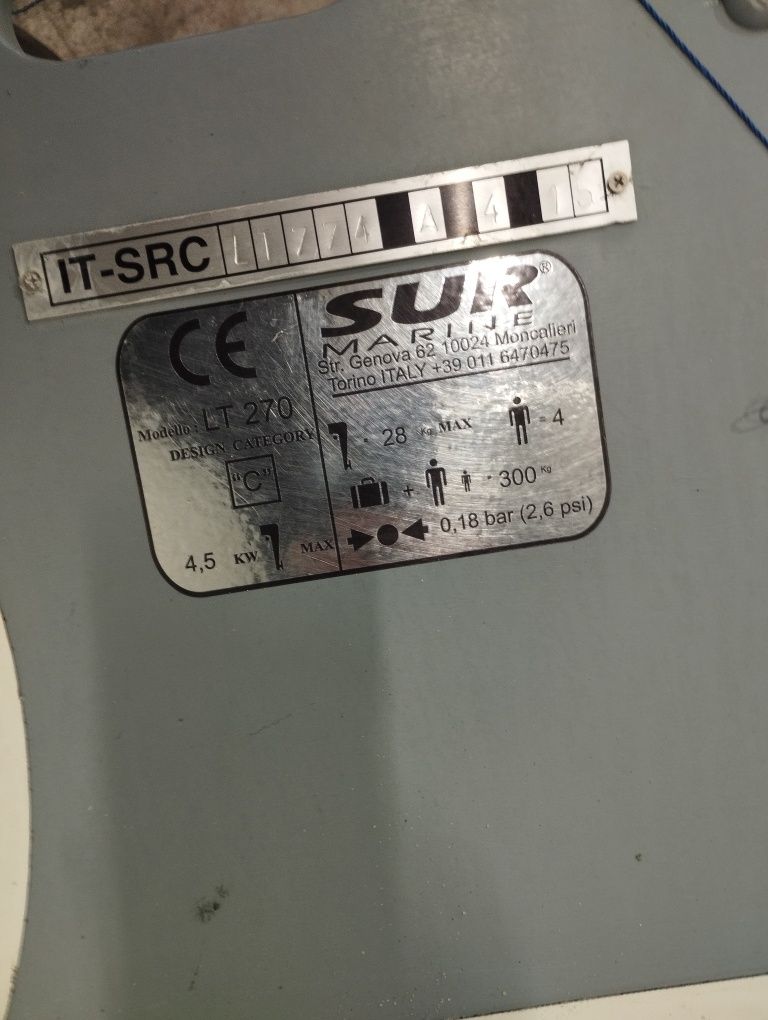 IT-SRC L1774 A 4 15
CE
SUR®
MARINE
Str. Genova 62 10024 Moncalieri
Torino ITALY +39 011 6470475
Modello : LT 270
DESIGN CATEGORY
"C"
4,5 KW MAX
- 28 Kg MAX = 4
+ - 300 Kg
0,18 bar (2,6 psi)